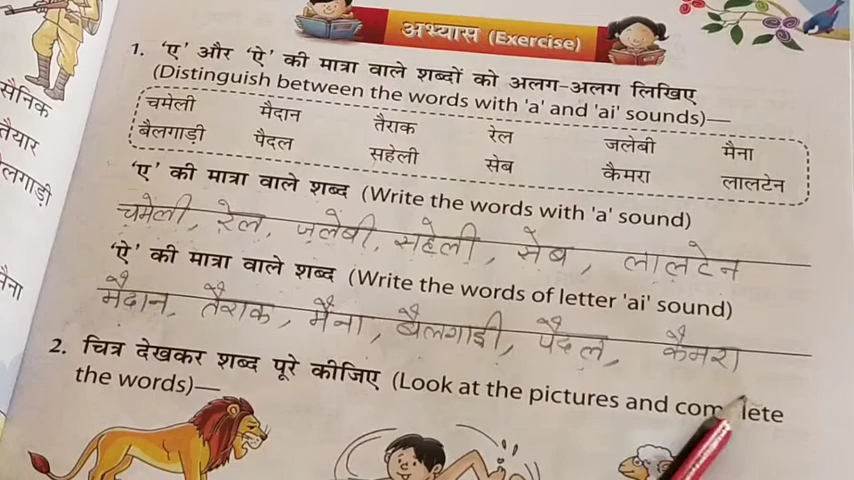 अभ्यास (Exercise)
1. 'ए' और 'ऐ' की मात्रा वाले शब्दों को अलग-अलग लिखिए
(Distinguish between the words with 'a' and 'ai' sounds)—
चमेली मैदान तैराक रेल जलेबी मैना
बैलगाड़ी पैदल सहेली सेब कैमरा लालटेन
'ए' की मात्रा वाले शब्द (Write the words with 'a' sound)
चमेली, रेल, जलेबी, सहेली, सेब, लालटेन
'ऐ' की मात्रा वाले शब्द (Write the words of letter 'ai' sound)
मैदान, तैराक, मैना, बैलगाड़ी, पैदल, कैमरा
2. चित्र देखकर शब्द पूरे कीजिए (Look at the pictures and complete
the words)—
सैनिक
तैयार